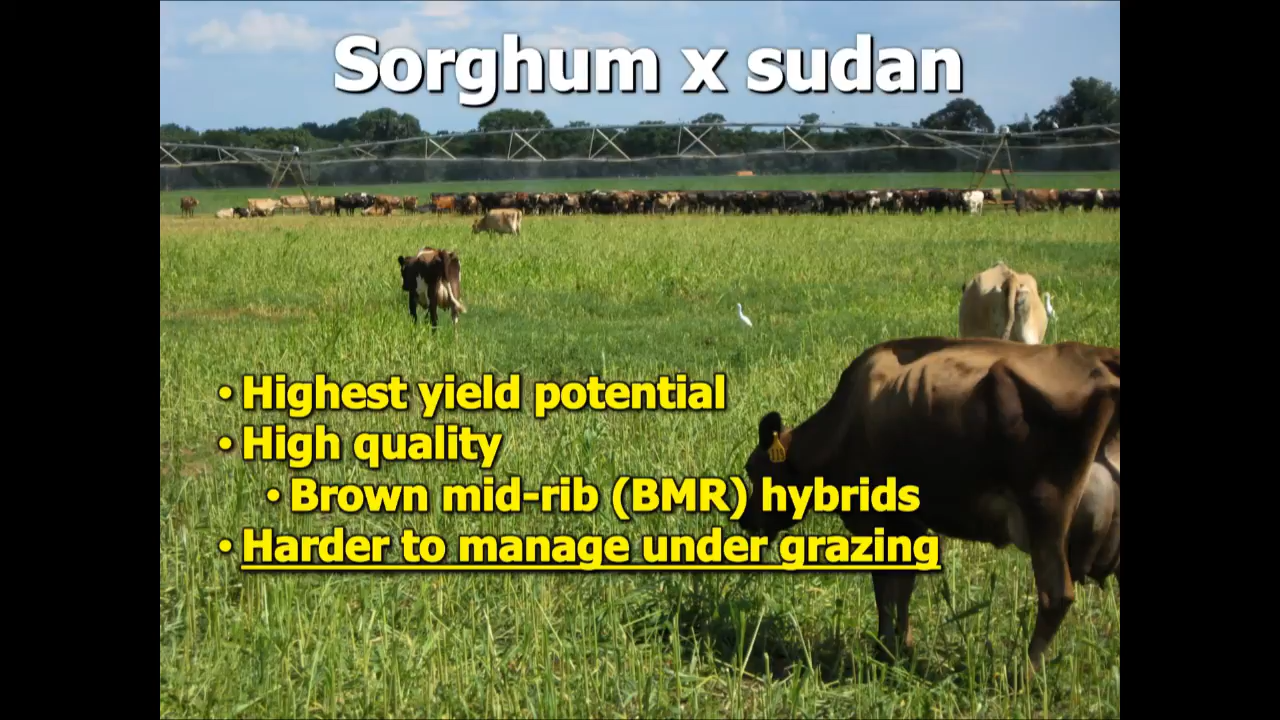 Sorghum x sudan
• Highest yield potential
• High quality
• Brown mid-rib (BMR) hybrids
• Harder to manage under grazing